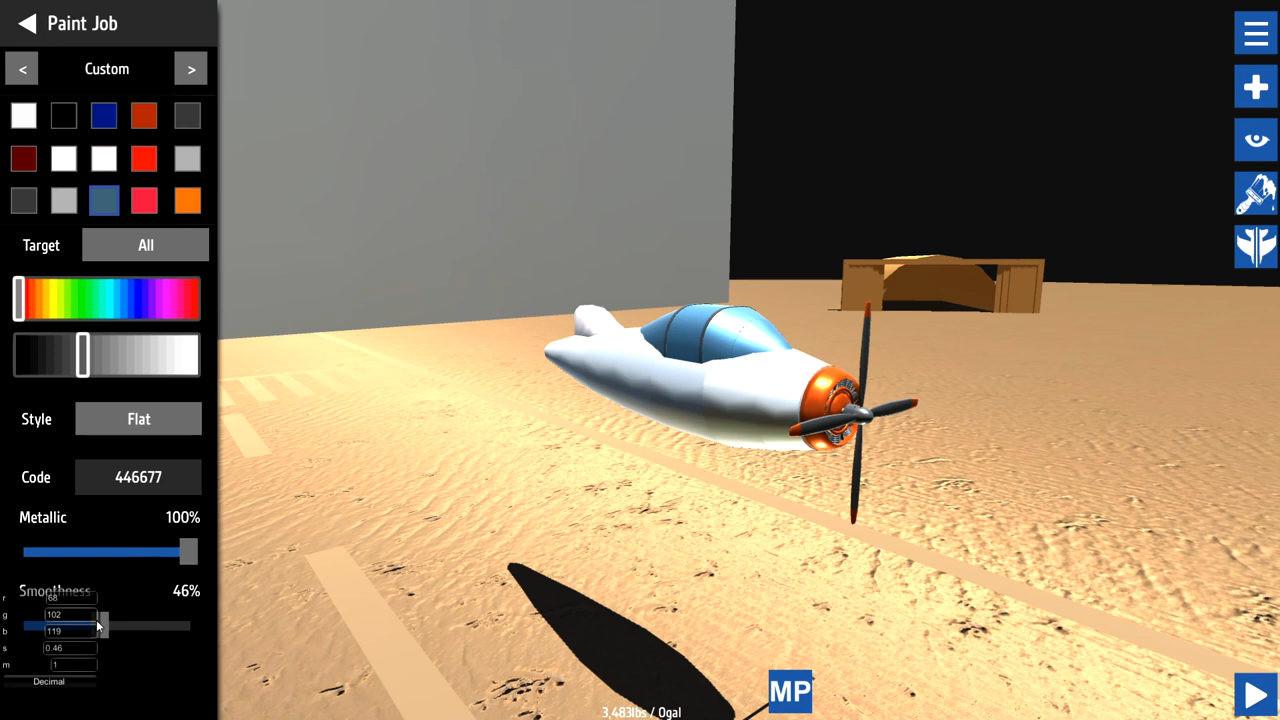 Paint Job
< Custom >
Target All
Style Flat
Code 446677
Metallic 100%
Smoothness 46%
r 68
g 102
b 119
s 0.46
m 1
Decimal
MP
3,483lbs / 0gal